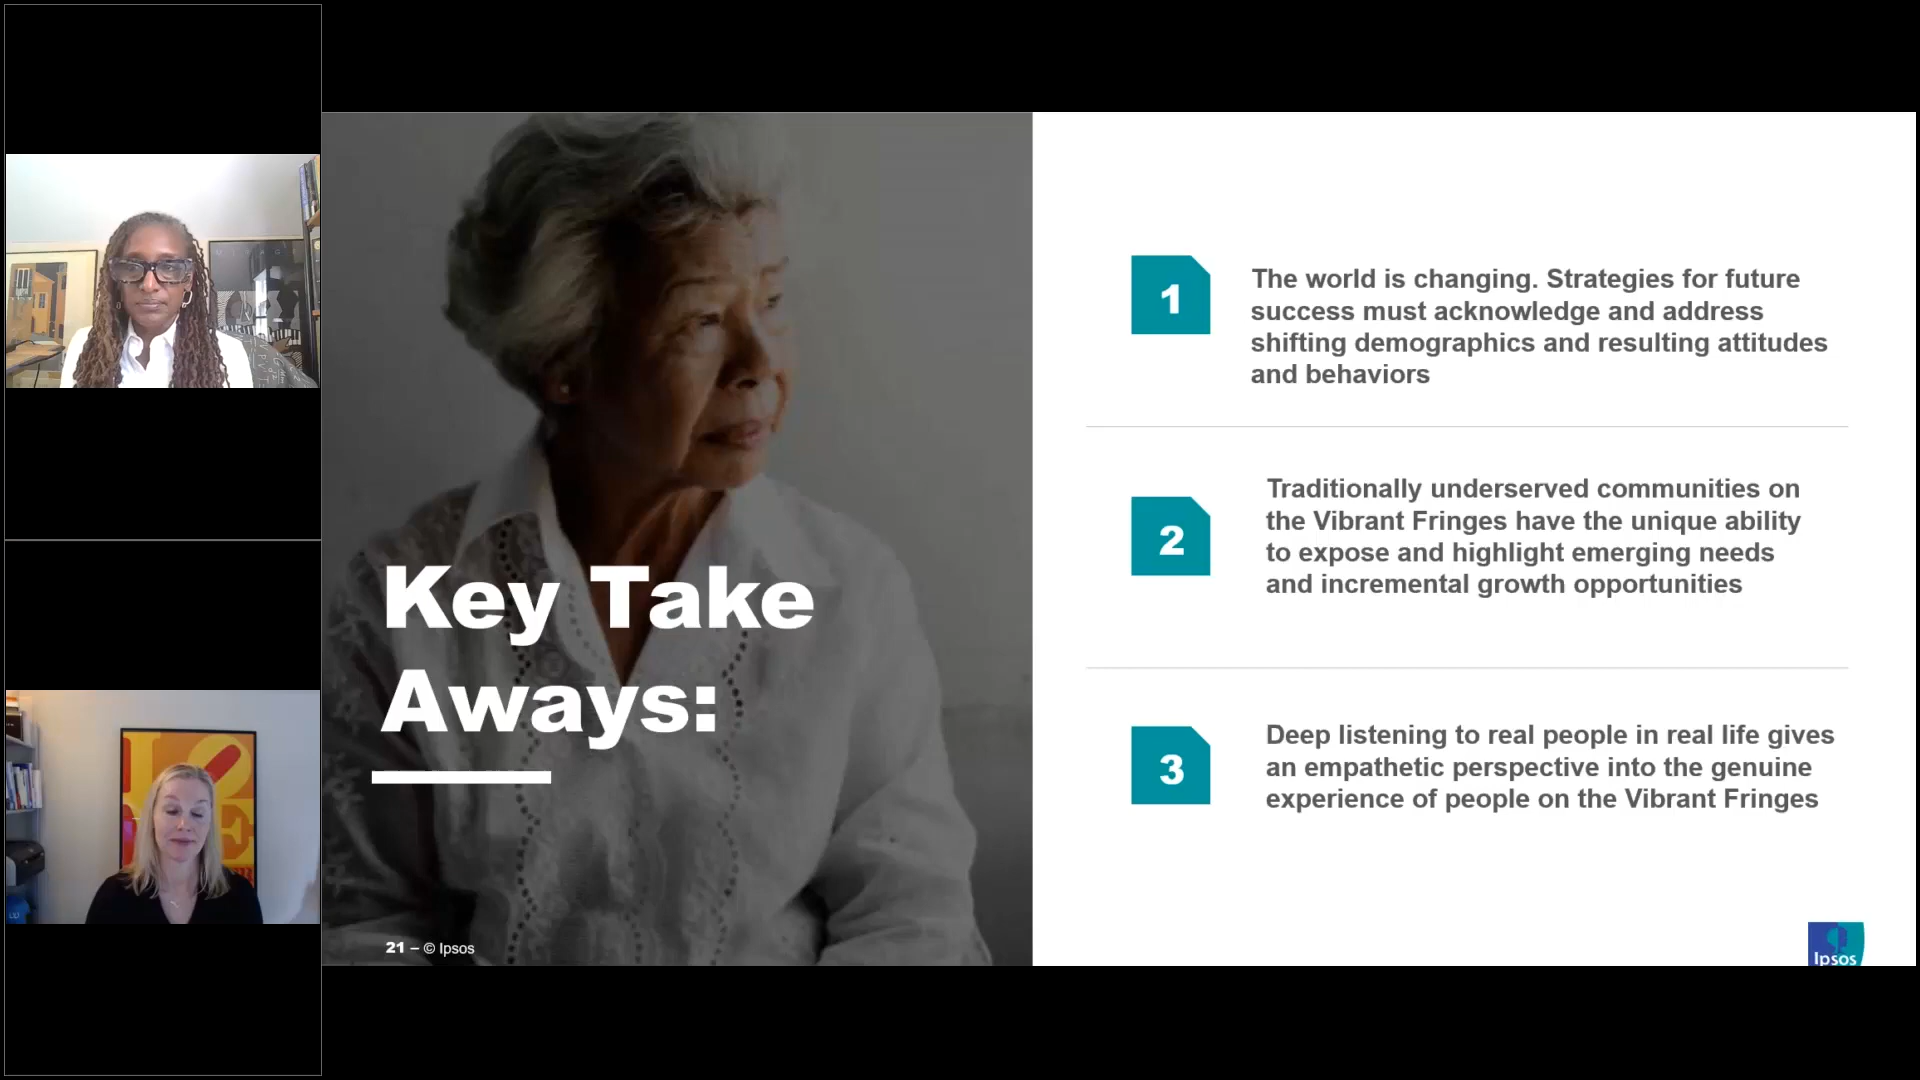 Key Take
Aways:
21 – © Ipsos
1
The world is changing. Strategies for future
success must acknowledge and address
shifting demographics and resulting attitudes
and behaviors
2
Traditionally underserved communities on
the Vibrant Fringes have the unique ability
to expose and highlight emerging needs
and incremental growth opportunities
3
Deep listening to real people in real life gives
an empathetic perspective into the genuine
experience of people on the Vibrant Fringes
Ipsos